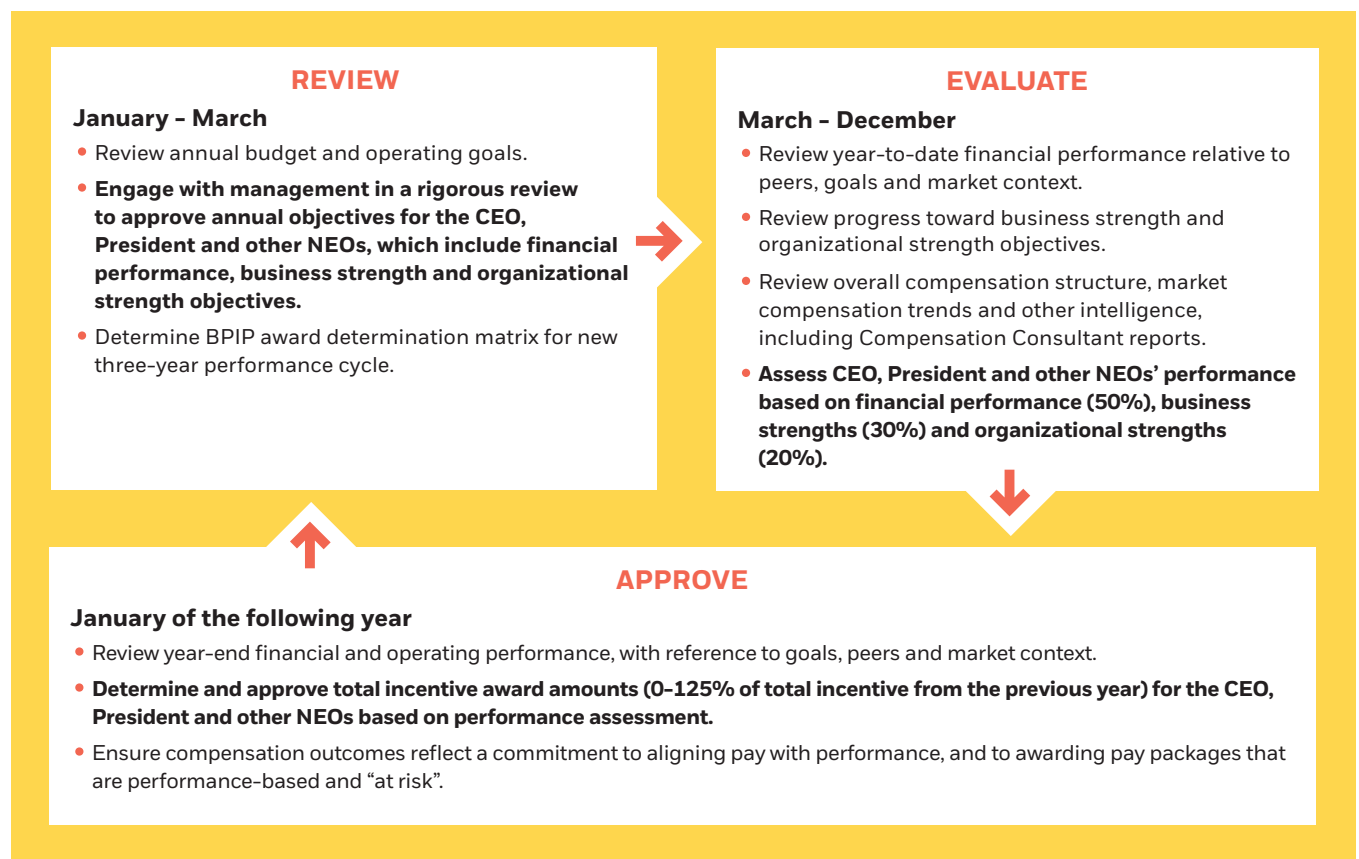 REVIEW
January - March
• Review annual budget and operating goals.
• Engage with management in a rigorous review
to approve annual objectives for the CEO,
President and other NEOs, which include financial
performance, business strength and organizational
strength objectives.
• Determine BPIP award determination matrix for new
three-year performance cycle.
EVALUATE
March - December
• Review year-to-date financial performance relative to
peers, goals and market context.
• Review progress toward business strength and
organizational strength objectives.
• Review overall compensation structure, market
compensation trends and other intelligence,
including Compensation Consultant reports.
• Assess CEO, President and other NEOs’ performance
based on financial performance (50%), business
strengths (30%) and organizational strengths
(20%).
APPROVE
January of the following year
• Review year-end financial and operating performance, with reference to goals, peers and market context.
• Determine and approve total incentive award amounts (0-125% of total incentive from the previous year) for the CEO,
President and other NEOs based on performance assessment.
• Ensure compensation outcomes reflect a commitment to aligning pay with performance, and to awarding pay packages that
are performance-based and “at risk”.